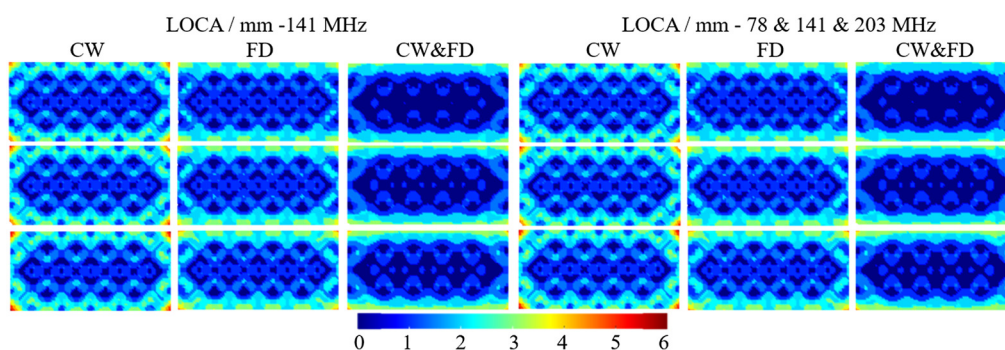 LOCA / mm -141 MHz
LOCA / mm - 78 & 141 & 203 MHz
CW FD CW&FD CW FD CW&FD
0 1 2 3 4 5 6